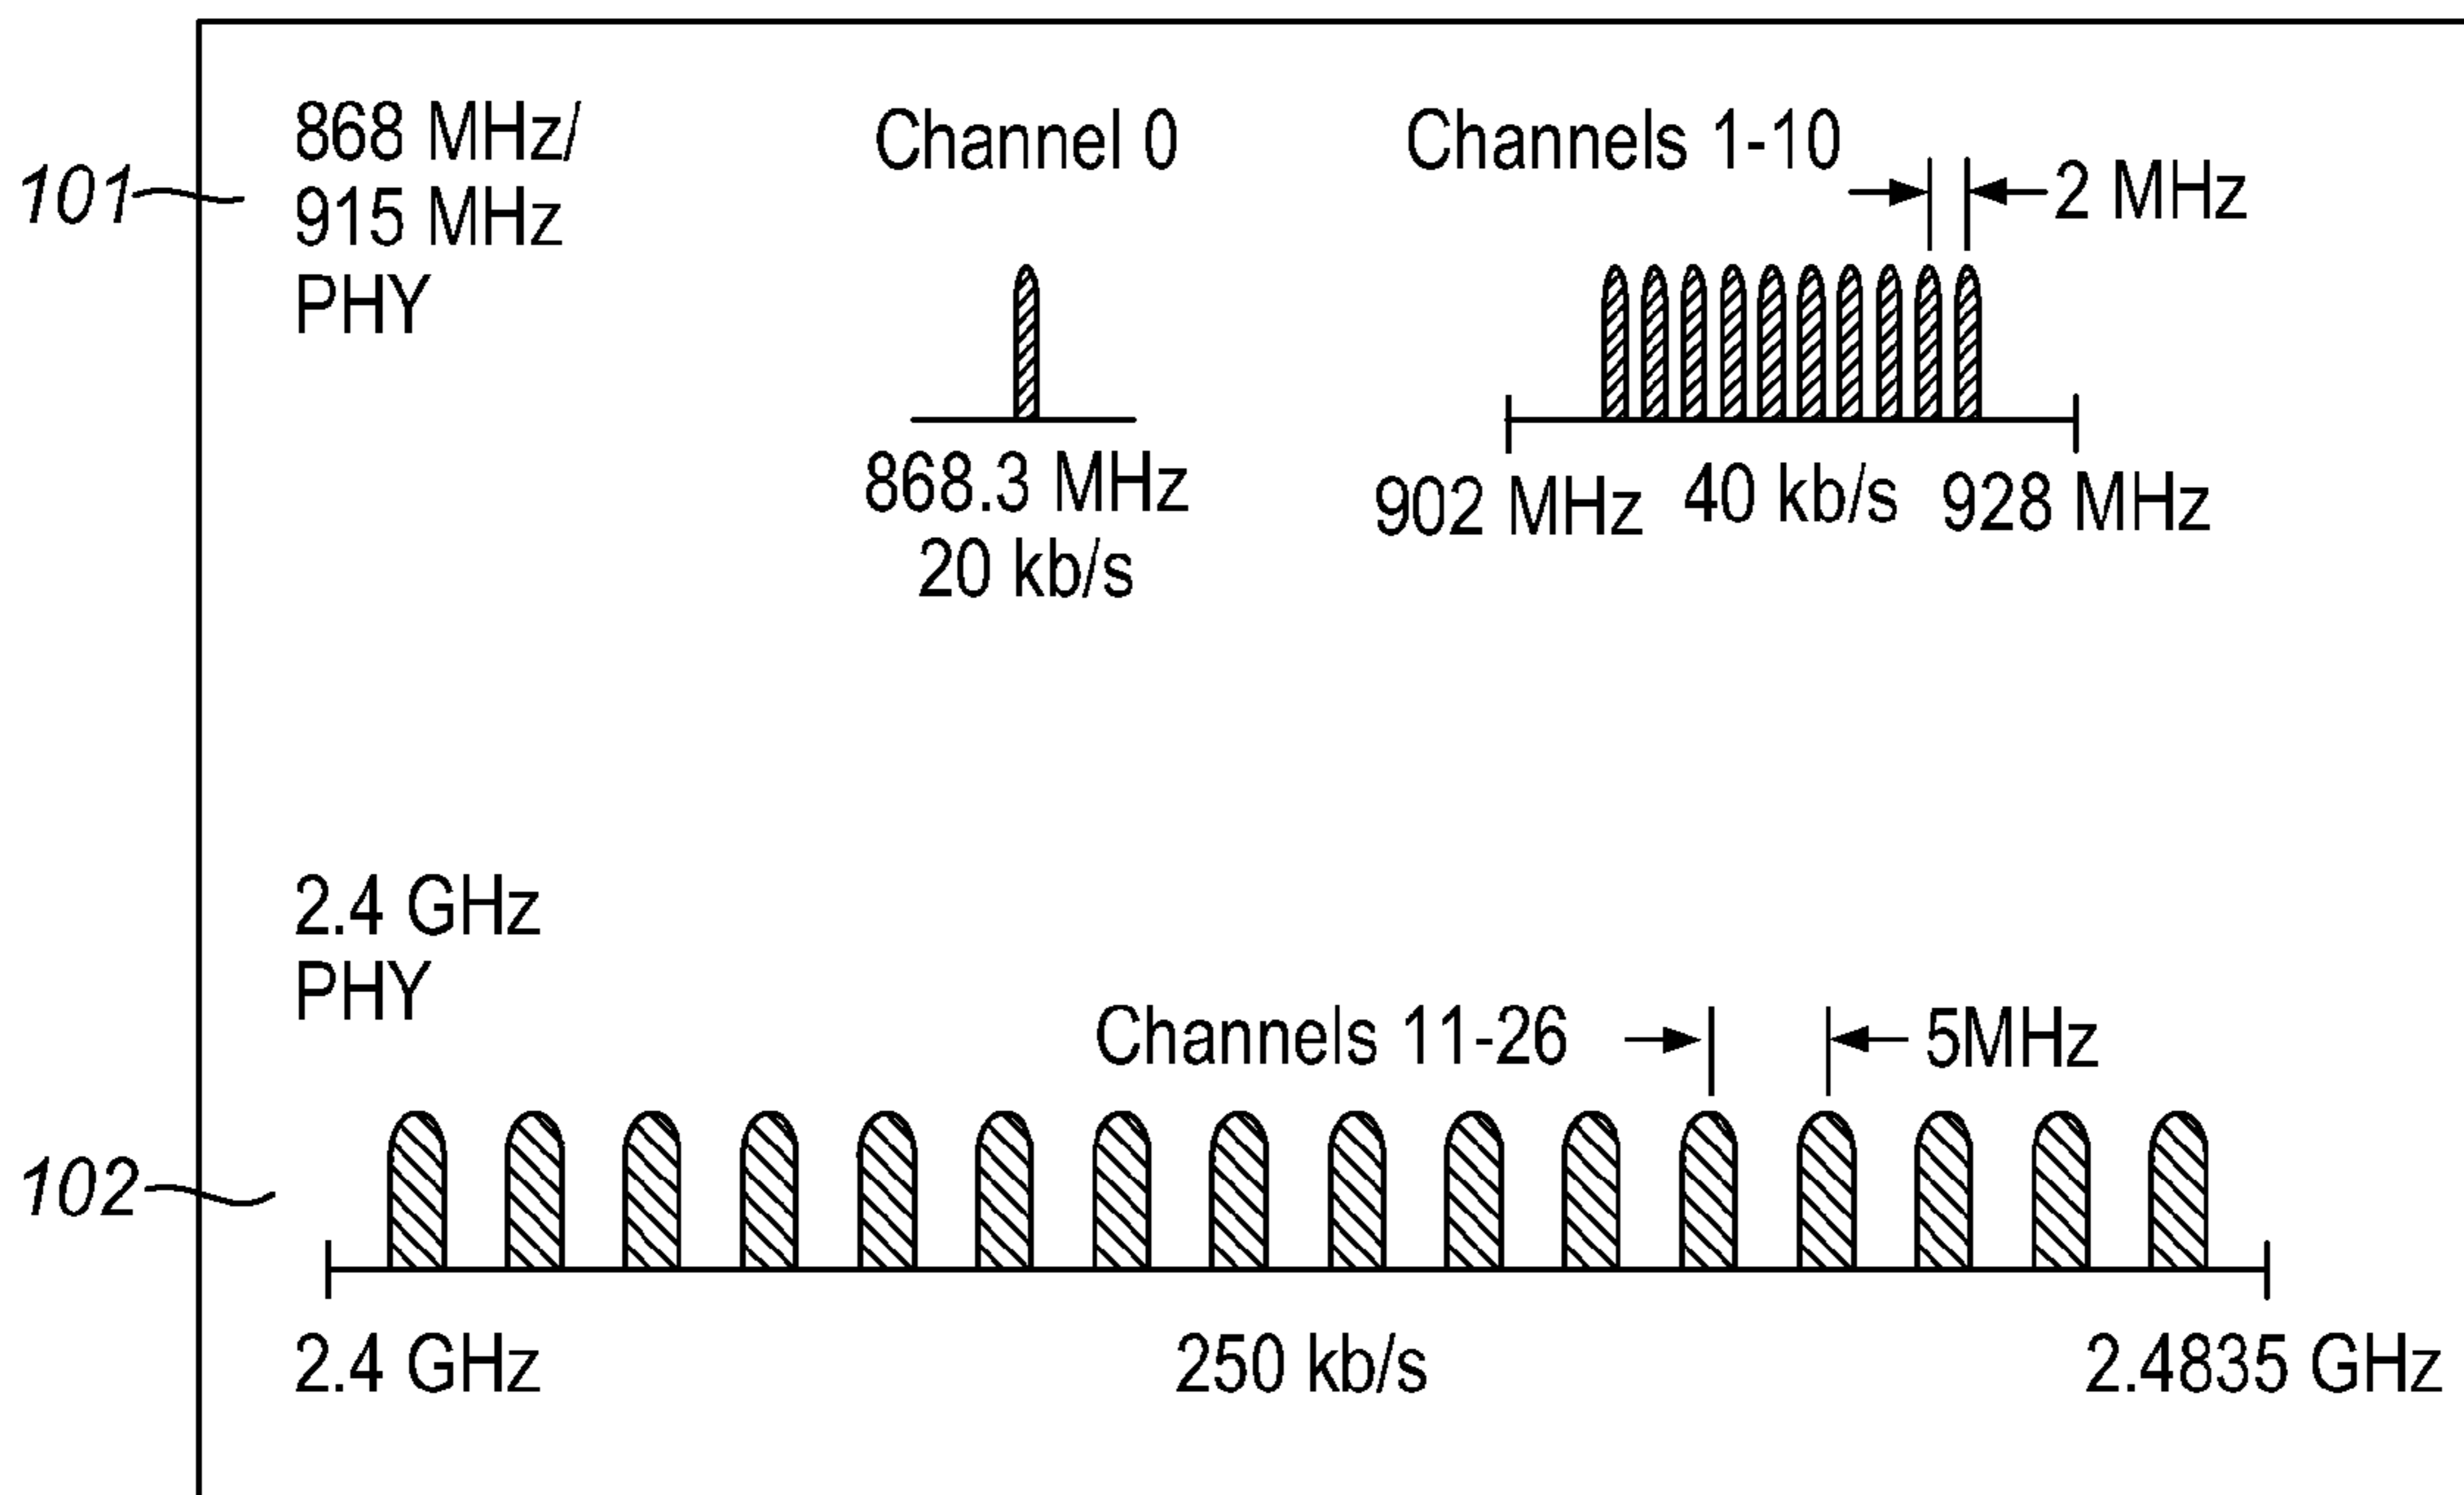 868 MHz/
915 MHz
PHY
101
Channel 0
868.3 MHz
20 kb/s
Channels 1-10
2 MHz
902 MHz
40 kb/s
928 MHz
2.4 GHz
PHY
Channels 11-26
5MHz
102
2.4 GHz
250 kb/s
2.4835 GHz